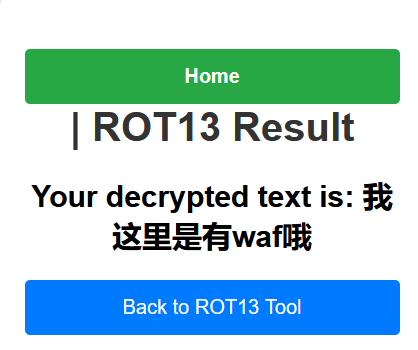 Home
| ROT13 Result
Your decrypted text is: 我
这里是有waf哦
Back to ROT13 Tool